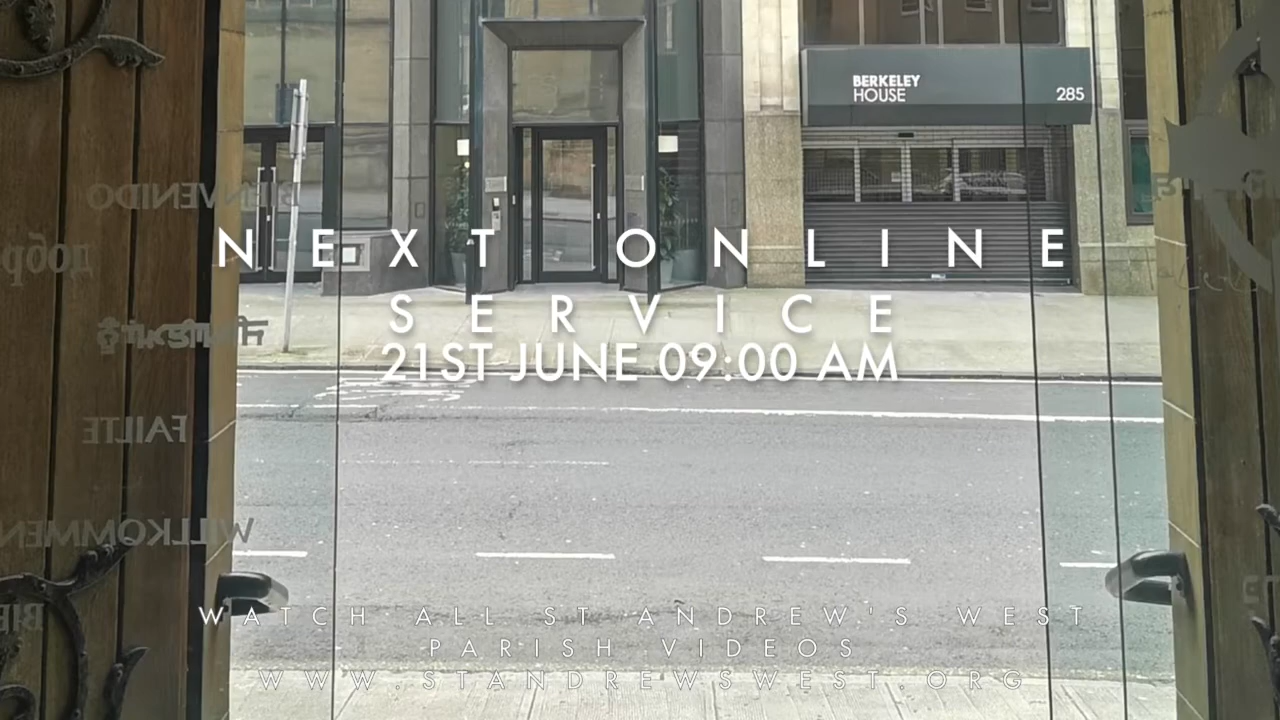 BERKELEY
HOUSE
285
BIENVENIDO
добр
NEXT ONLINE
SERVICE
21ST JUNE 09:00 AM
FAILTE
WILLKOMMEN
WATCH ALL ST ANDREW'S WEST
PARISH VIDEOS
WWW.STANDREWSWEST.ORG